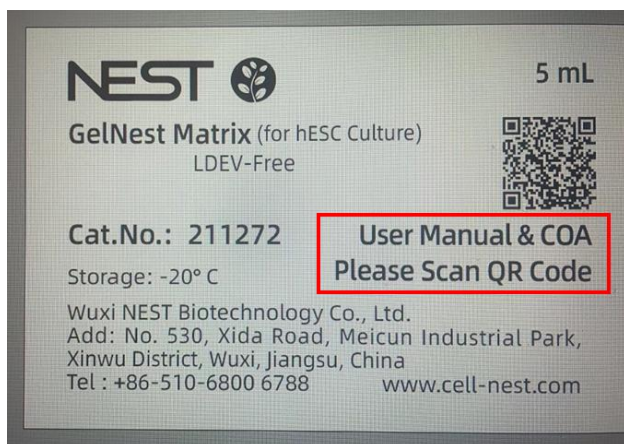 NEST
5 mL
GelNest Matrix (for hESC Culture)
LDEV-Free
Cat.No.: 211272
User Manual & COA
Storage: -20° C
Please Scan QR Code
Wuxi NEST Biotechnology Co., Ltd.
Add: No. 530, Xida Road, Meicun Industrial Park,
Xinwu District, Wuxi, Jiangsu, China
Tel : +86-510-6800 6788
www.cell-nest.com